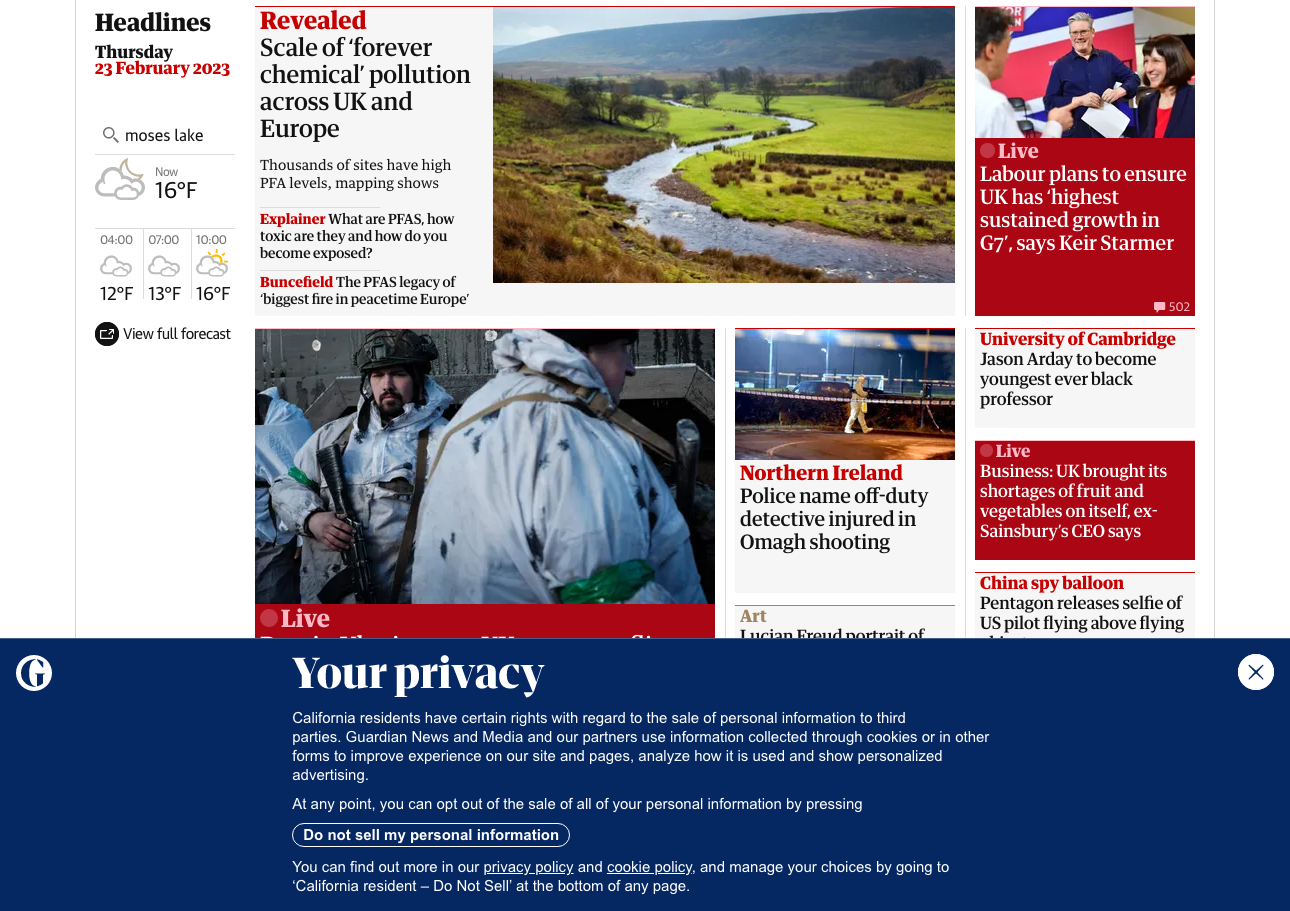 Headlines
Thursday
23 February 2023
moses lake
Now
16°F
04:00
07:00
10:00
12°F
13°F
16°F
View full forecast
Revealed
Scale of ‘forever
chemical’ pollution
across UK and
Europe
Thousands of sites have high
PFA levels, mapping shows
Explainer What are PFAS, how
toxic are they and how do you
become exposed?
Buncefield The PFAS legacy of
‘biggest fire in peacetime Europe’
Live
Labour plans to ensure
UK has ‘highest
sustained growth in
G7’, says Keir Starmer
502
Live
Northern Ireland
Police name off-duty
detective injured in
Omagh shooting
Art
Lucian Freud portrait of
University of Cambridge
Jason Arday to become
youngest ever black
professor
Live
Business: UK brought its
shortages of fruit and
vegetables on itself, ex-
Sainsbury’s CEO says
China spy balloon
Pentagon releases selfie of
US pilot flying above flying
Your privacy
California residents have certain rights with regard to the sale of personal information to third
parties. Guardian News and Media and our partners use information collected through cookies or in other
forms to improve experience on our site and pages, analyze how it is used and show personalized
advertising.
At any point, you can opt out of the sale of all of your personal information by pressing
Do not sell my personal information
You can find out more in our privacy policy and cookie policy, and manage your choices by going to
‘California resident – Do Not Sell’ at the bottom of any page.